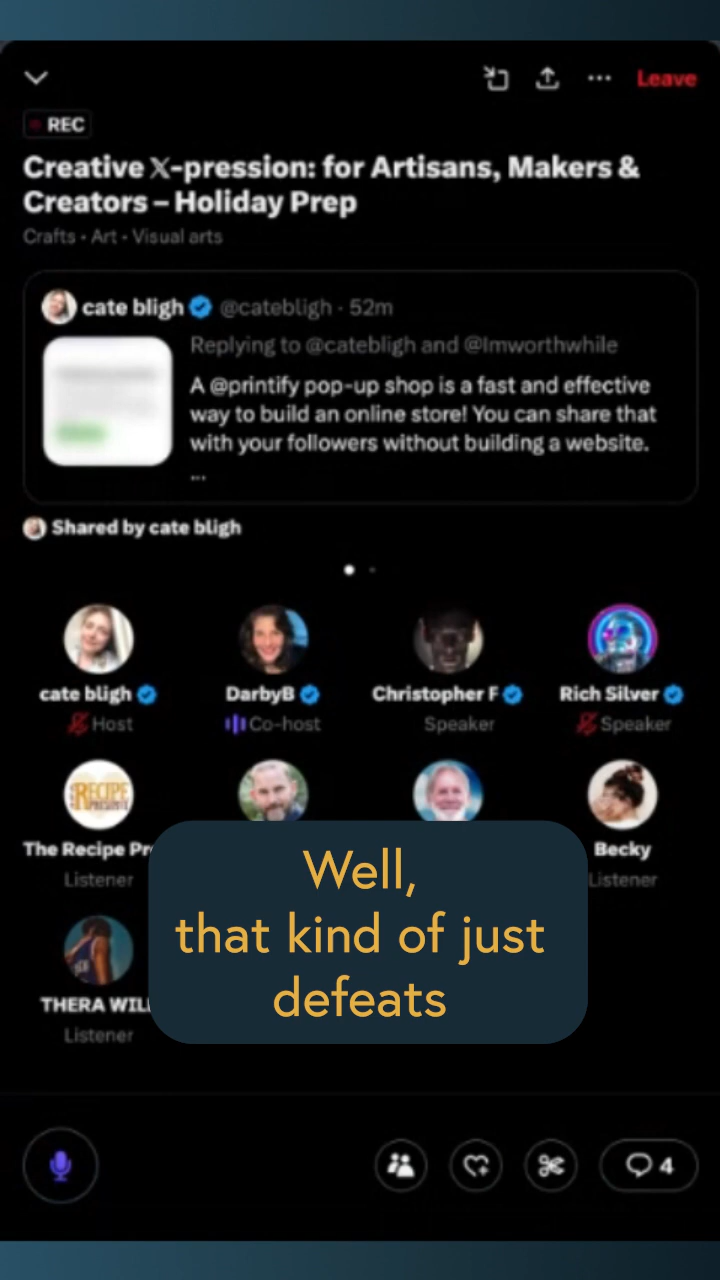 Leave
REC
Creative X-pression: for Artisans, Makers &
Creators – Holiday Prep
Crafts • Art • Visual arts
cate bligh @catebligh · 52m
Replying to @catebligh and @Imworthwhile
A @printify pop-up shop is a fast and effective
way to build an online store! You can share that
with your followers without building a website.
...
Shared by cate bligh
cate bligh DarbyB Christopher F Rich Silver
Host Co-host Speaker Speaker
RECIPE
The Recipe Becky
Listener Listener
Well,
that kind of just
defeats
THERA
Listener
4